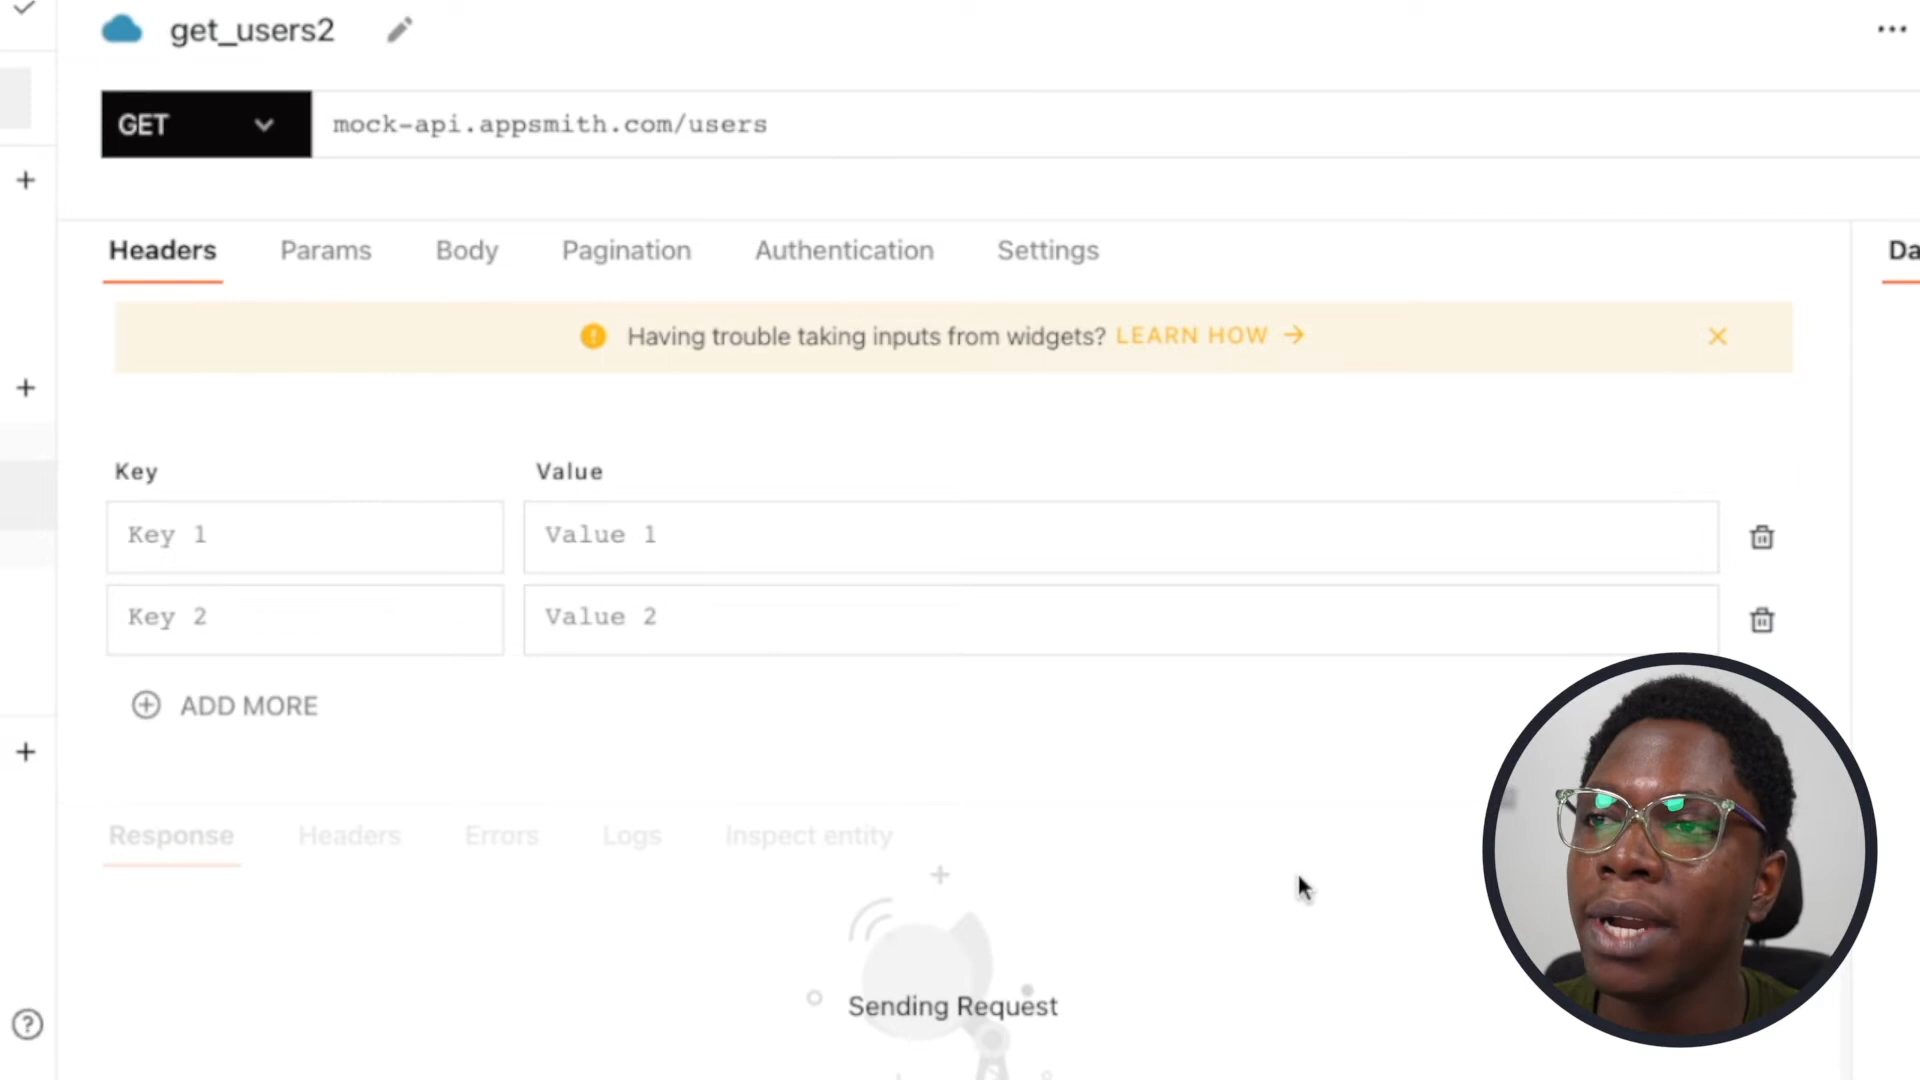 get_users2
GET mock-api.appsmith.com/users
Headers Params Body Pagination Authentication Settings
Having trouble taking inputs from widgets? LEARN HOW
Key Value
Key 1 Value 1
Key 2 Value 2
ADD MORE
Response Headers Errors Logs Inspect entity
Sending Request